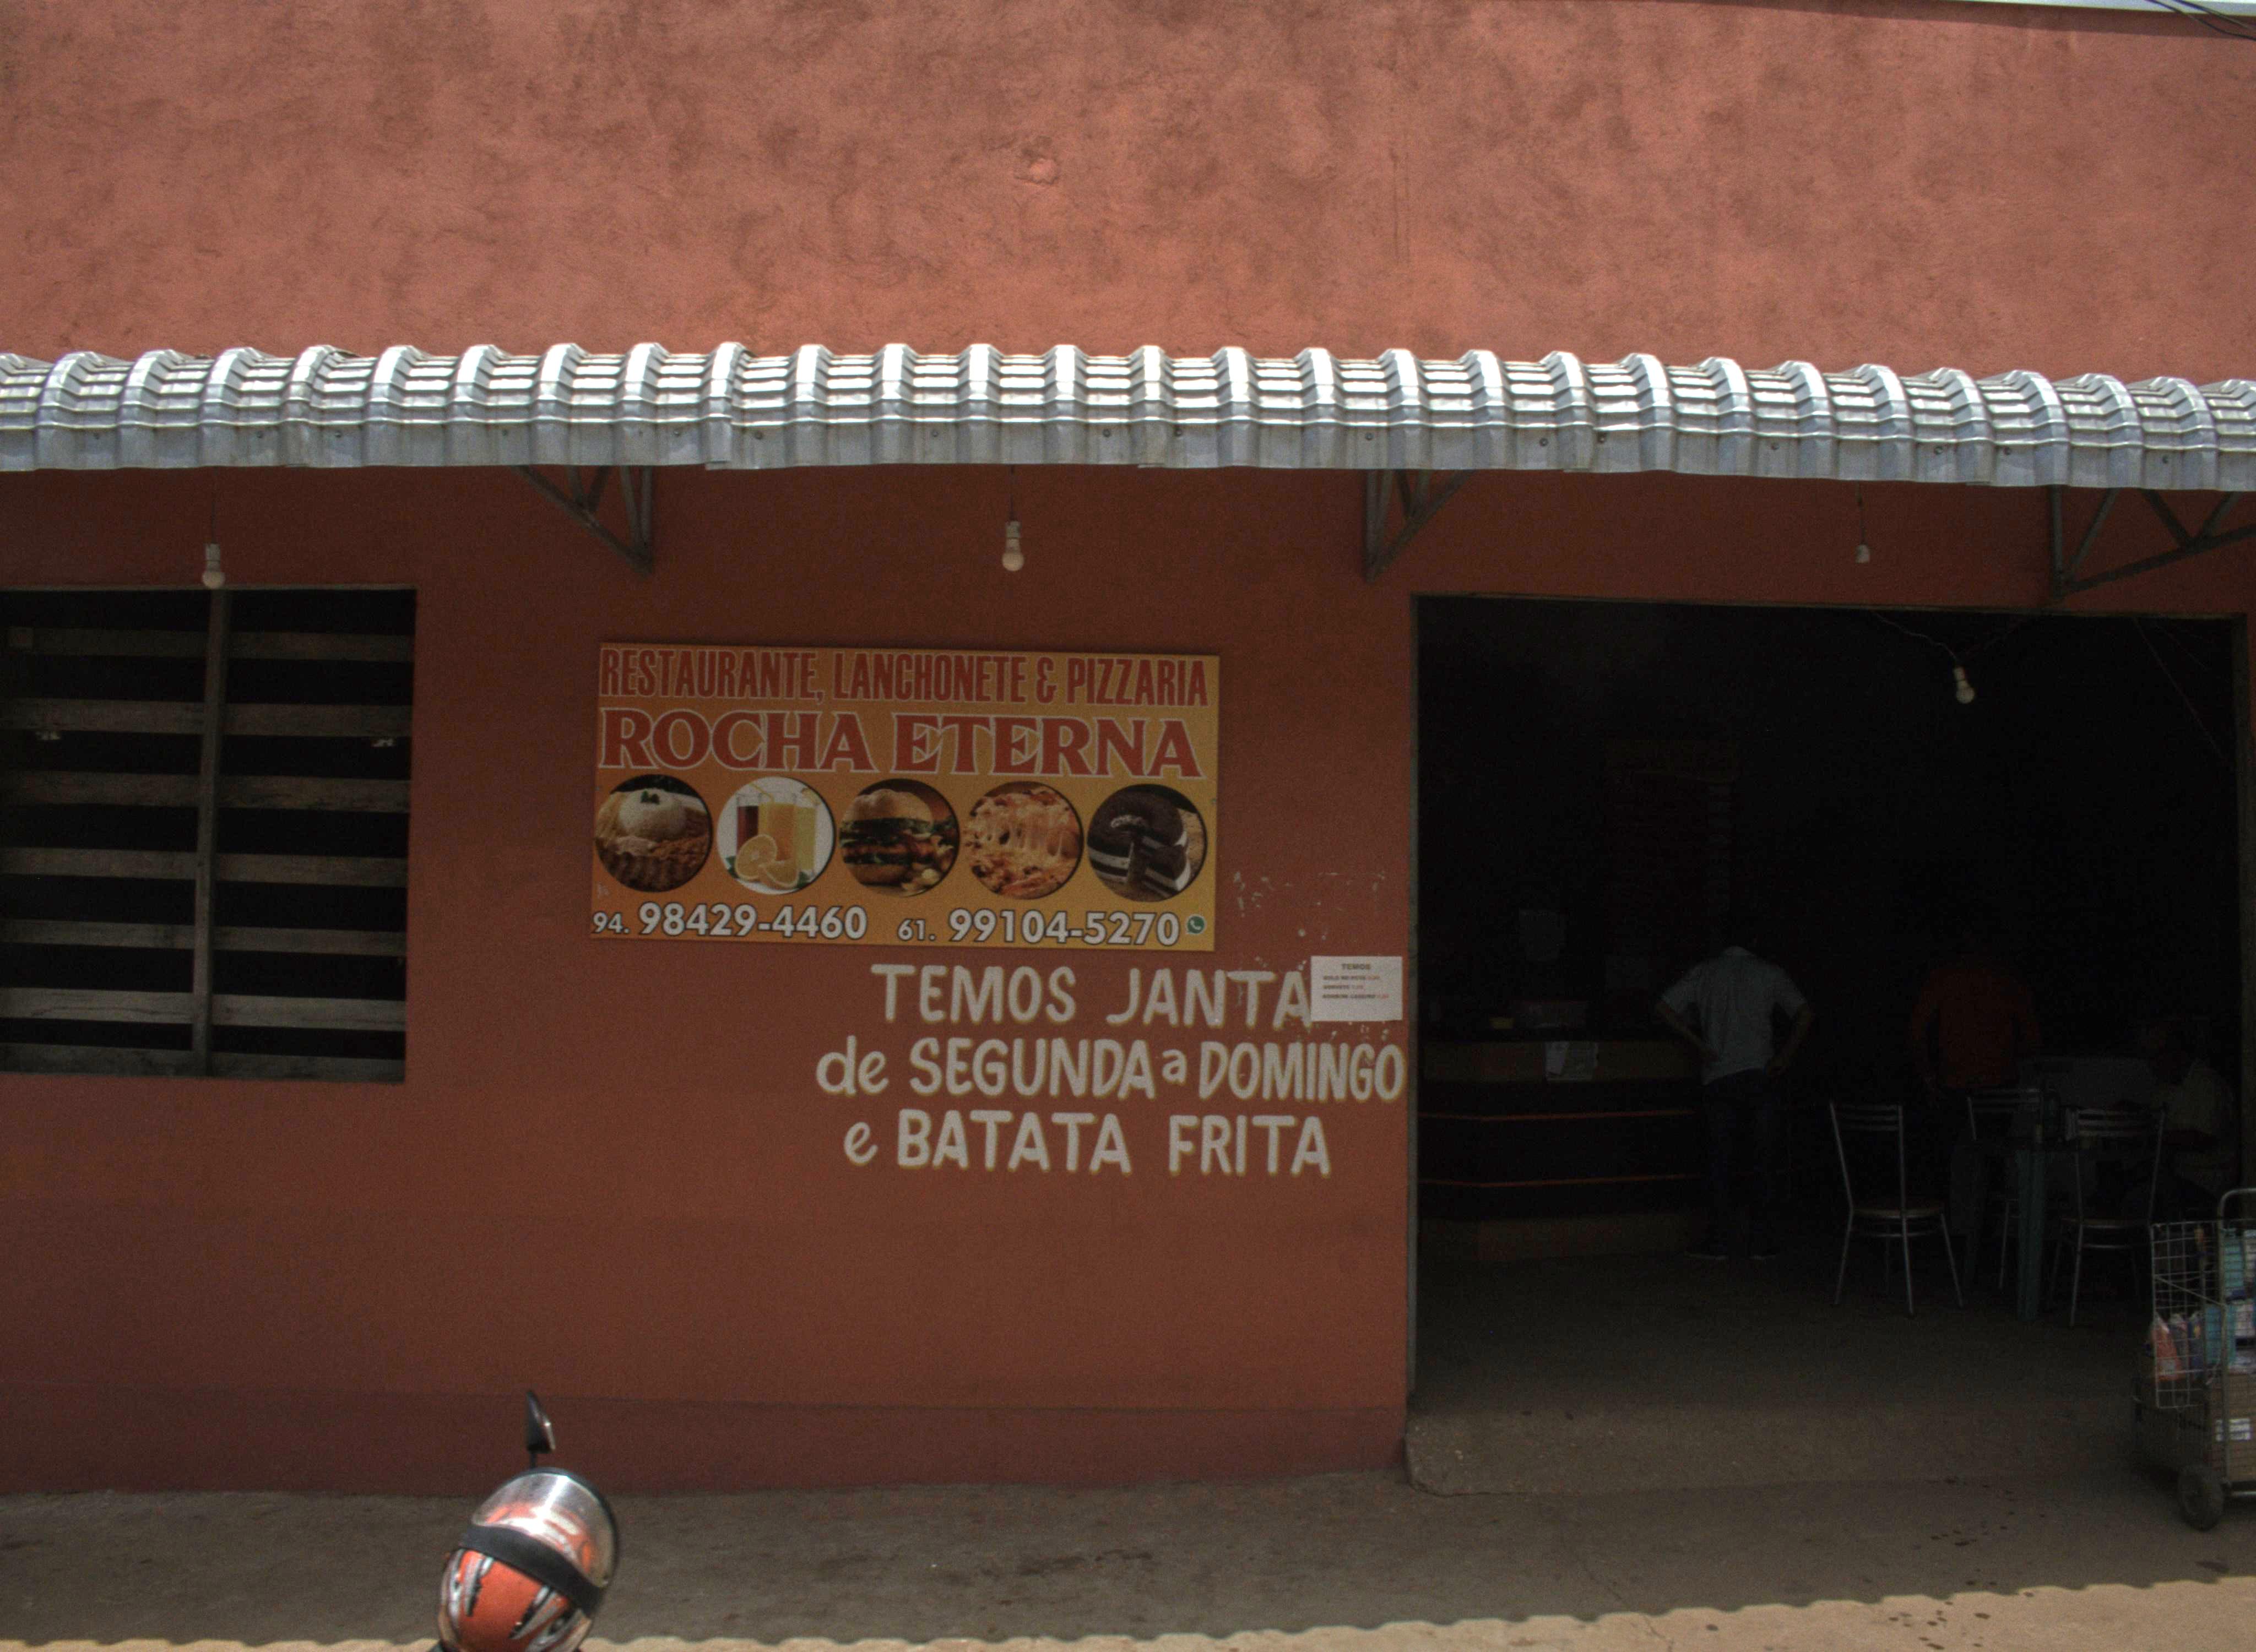 RESTAURANTE, LANCHONETE & PIZZARIA
ROCHA ETERNA
94. 98429-4460 61. 99104-5270
TEMOS JANTA
de SEGUNDA a DOMINGO
e BATATA FRITA
TEMOS